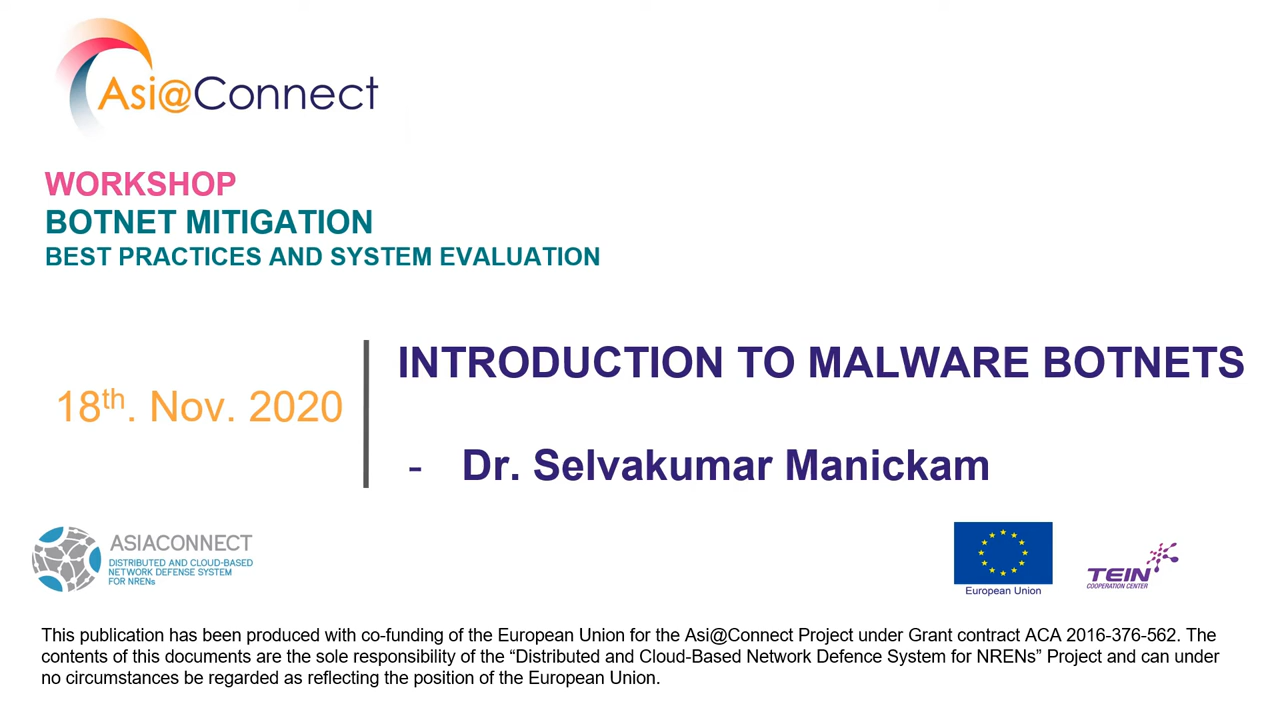 Asi@Connect
WORKSHOP
BOTNET MITIGATION
BEST PRACTICES AND SYSTEM EVALUATION
18th. Nov. 2020
INTRODUCTION TO MALWARE BOTNETS
- Dr. Selvakumar Manickam
ASIACONNECT
DISTRIBUTED AND CLOUD-BASED
NETWORK DEFENSE SYSTEM
FOR NRENs
European Union
TEIN
COOPERATION CENTER
This publication has been produced with co-funding of the European Union for the Asi@Connect Project under Grant contract ACA 2016-376-562. The
contents of this documents are the sole responsibility of the “Distributed and Cloud-Based Network Defence System for NRENs” Project and can under
no circumstances be regarded as reflecting the position of the European Union.